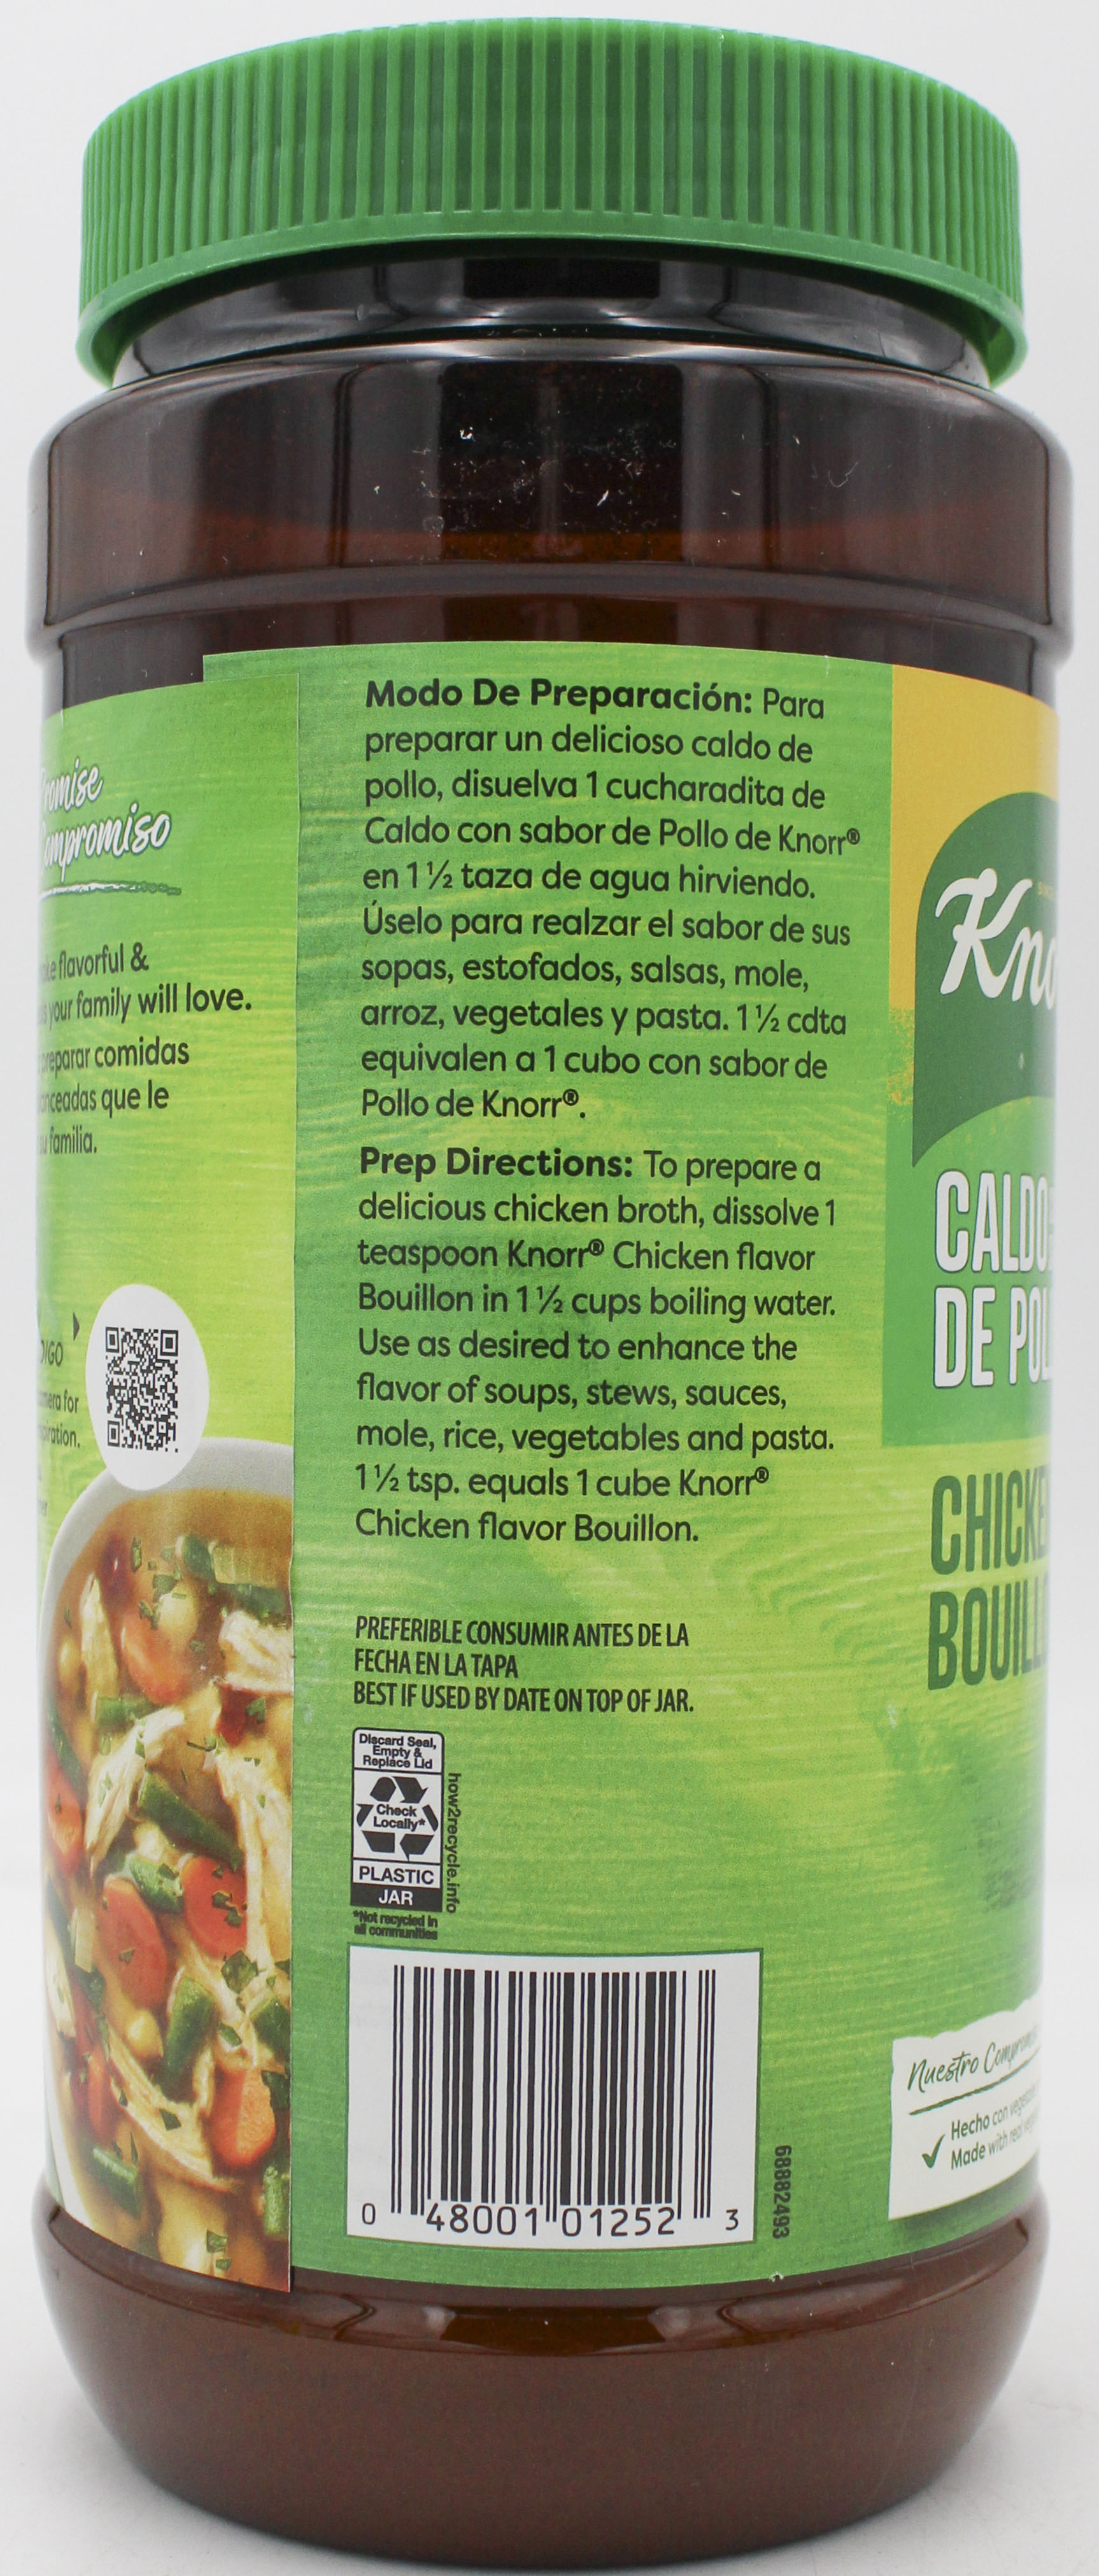 Compromiso
flavorful &
your family will love.
preparar comidas
que le
familia.
for
Modo De Preparación: Para
preparar un delicioso caldo de
pollo, disuelva 1 cucharadita de
Caldo con sabor de Pollo de Knorr®
en 1 ½ taza de agua hirviendo.
Úselo para realzar el sabor de sus
sopas, estofados, salsas, mole,
arroz, vegetales y pasta. 1 ½ cdta
equivalen a 1 cubo con sabor de
Pollo de Knorr®.
Prep Directions: To prepare a
delicious chicken broth, dissolve 1
teaspoon Knorr® Chicken flavor
Bouillon in 1 ½ cups boiling water.
Use as desired to enhance the
flavor of soups, stews, sauces,
mole, rice, vegetables and pasta.
1 ½ tsp. equals 1 cube Knorr®
Chicken flavor Bouillon.
PREFERIBLE CONSUMIR ANTES DE LA
FECHA EN LA TAPA
BEST IF USED BY DATE ON TOP OF JAR.
Discard Seal,
Empty &
Replace Lid
Check
Locally*
PLASTIC
JAR
*Not recycled in
all communities
how2recycle.info
0 48001 01252 3
68882493
Kno
CALDO
DE POL
CHICKE
BOUILL
Nuestro Compromi
Hecho con
Made with real